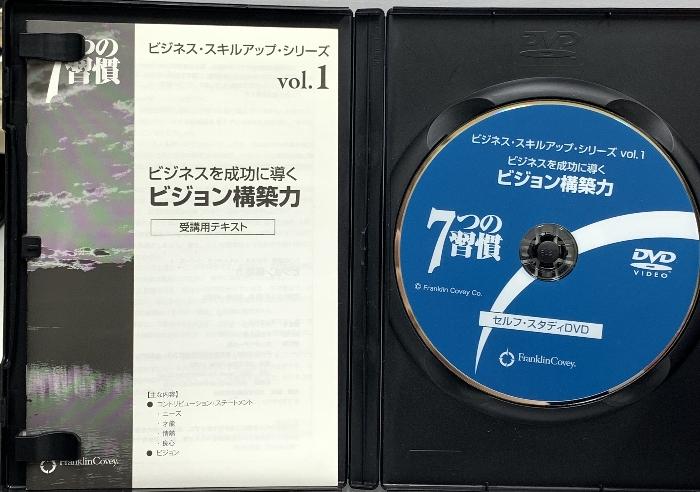 7つの
習慣
ビジネス・スキルアップ・シリーズ
vol.1
ビジネスを成功に導く
ビジョン構築力
受講用テキスト
【主な内容】
● コントリビューション・ステートメント
・ニーズ
・才能
・情熱
・良心
● ビジョン
FranklinCovey.
DVD
ビジネス・スキルアップ・シリーズ vol.1
ビジネスを成功に導く
ビジョン構築力
7つの
習慣
DVD
VIDEO
© Franklin Covey Co.
セルフ・スタディDVD
FranklinCovey.